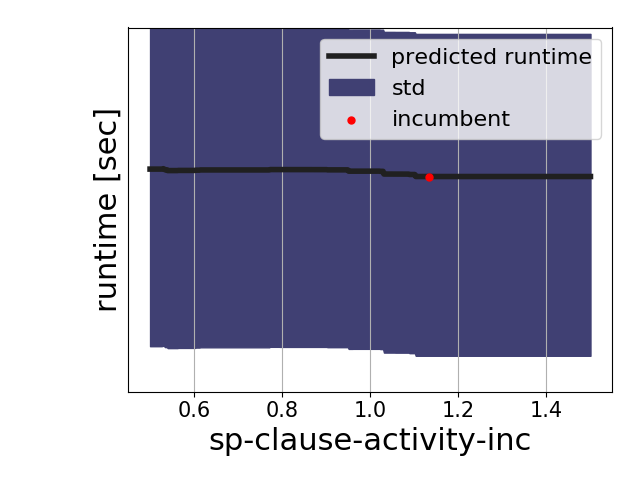 predicted runtime
std
incumbent
runtime [sec]
0.6 0.8 1.0 1.2 1.4
sp-clause-activity-inc